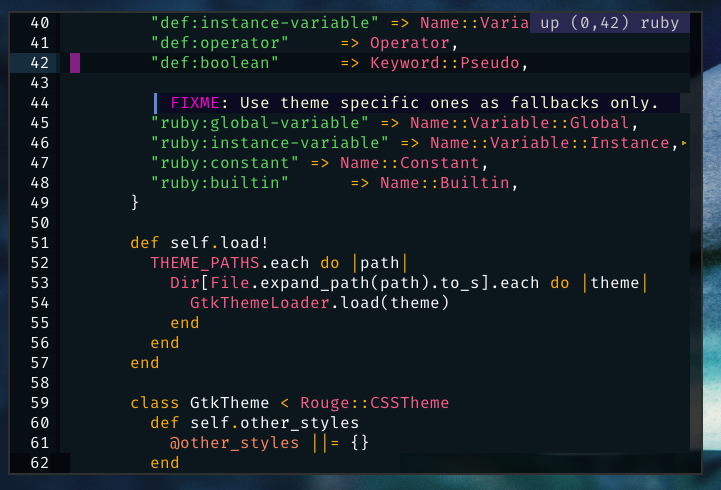 40         "def:instance-variable" => Name::Varia up (0,42) ruby
41         "def:operator"     => Operator,
42         "def:boolean"      => Keyword::Pseudo,
43
44         FIXME: Use theme specific ones as fallbacks only.
45         "ruby:global-variable" => Name::Variable::Global,
46         "ruby:instance-variable" => Name::Variable::Instance,
47         "ruby:constant" => Name::Constant,
48         "ruby:builtin"      => Name::Builtin,
49       }
50
51       def self.load!
52         THEME_PATHS.each do |path|
53           Dir[File.expand_path(path).to_s].each do |theme|
54             GtkThemeLoader.load(theme)
55           end
56         end
57       end
58
59       class GtkTheme < Rouge::CSSTheme
60         def self.other_styles
61           @other_styles ||= {}
62         end